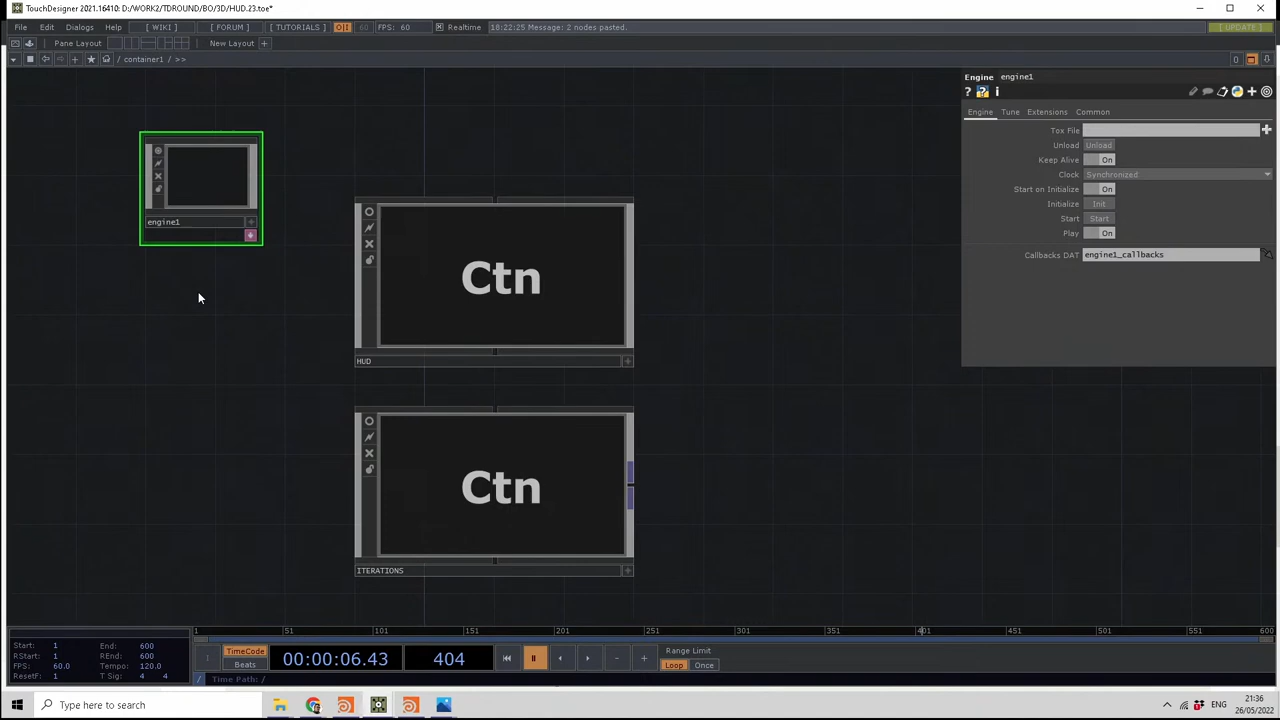 TouchDesigner 2021.16410: D:/WORK2/TDROUND/BO/3D/HUD.23.toe*
File Edit Dialogs Help [ WIKI ] [ FORUM ] [ TUTORIALS ] O|I 60 FPS: 60 Realtime 18:22:25 Message: 2 nodes pasted. [ UPDATE ]
Pane Layout New Layout +
/ container1 / >> 0
Engine engine1
? ? i
Engine Tune Extensions Common
Tox File
Unload Unload
Keep Alive On
Clock Synchronized
Start on Initialize On
Initialize Init
Start Start
Play On
Callbacks DAT engine1_callbacks
engine1
Ctn
HUD
Ctn
ITERATIONS
1 51 101 151 201 251 301 351 401 451 501 551 600
Start: 1 End: 600
RStart: 1 REnd: 600
FPS: 60.0 Tempo: 120.0
ResetF: 1 T Sig: 4 4
TimeCode
Beats
00:00:06.43 404
Range Limit
Loop Once
/ Time Path: /
Type here to search
ENG
21:36
26/05/2022